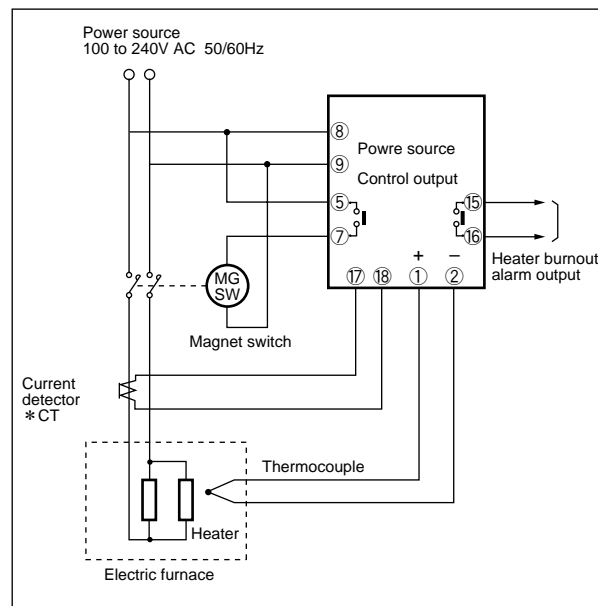 Power source
100 to 240V AC 50/60Hz
⑧
⑨
Powre source
Control output
⑤
⑦
⑮
⑯
+
−
⑰
⑱
①
②
Heater burnout
alarm output
MG
SW
Magnet switch
Current
detector
＊CT
Thermocouple
Heater
Electric furnace